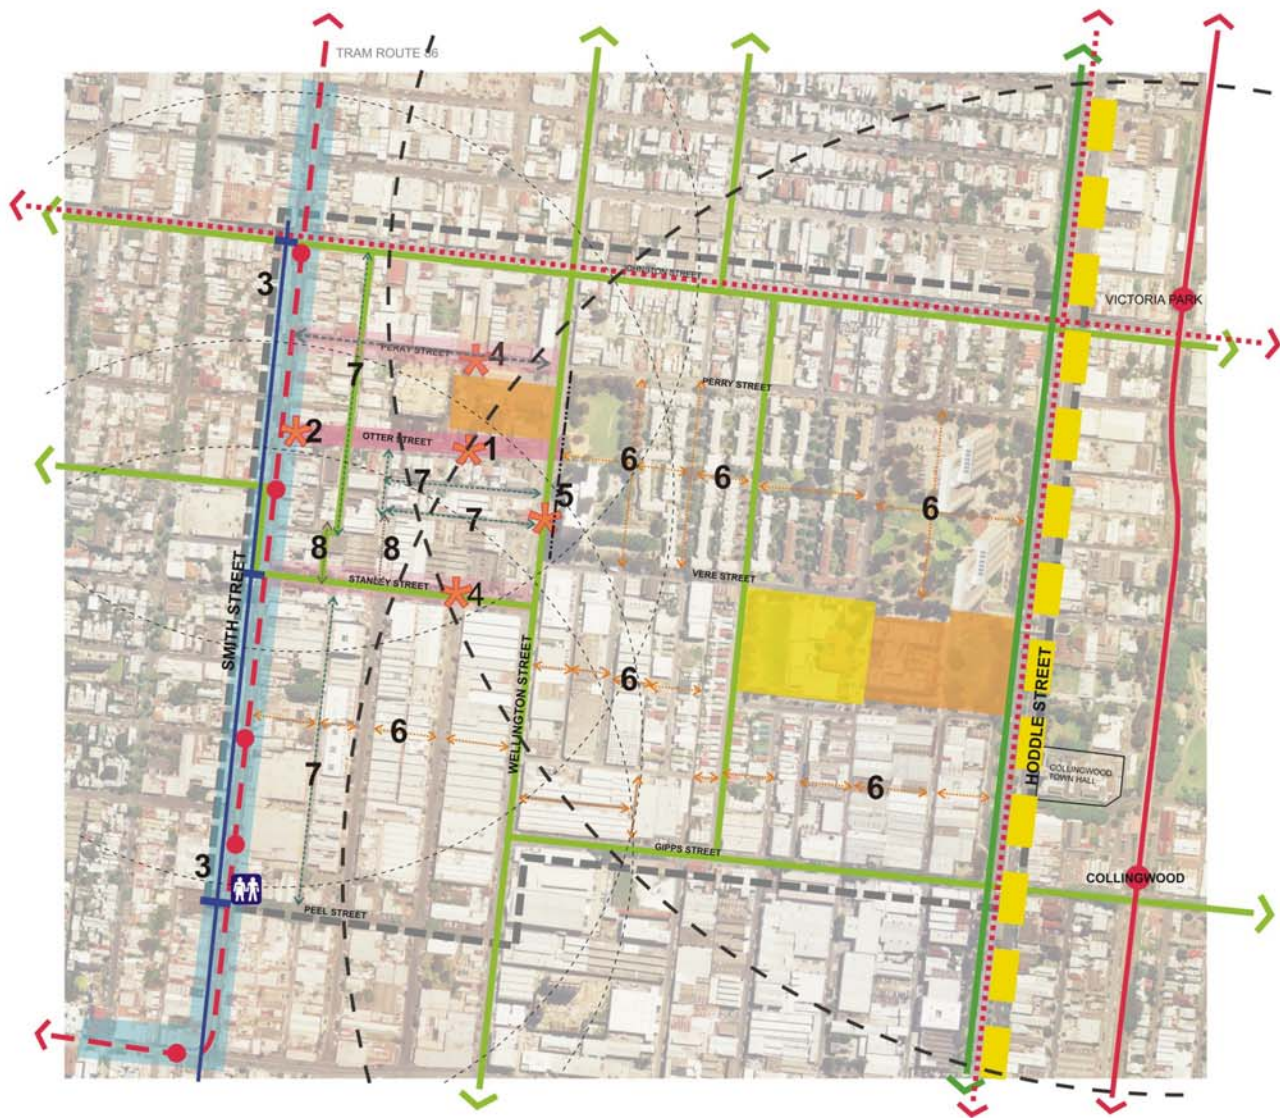 TRAM ROUTE 86
3
JOHNSTON STREET
VICTORIA PARK
PERRY STREET
4
7
PERRY STREET
2
OTTER STREET
1
6
6
7
5
6
7
8
8
VERE STREET
STANLEY STREET
4
SMITH STREET
6
WELLINGTON STREET
HODDLE STREET
6
7
COLLINGWOOD
TOWN HALL
6
GIPPS STREET
3
COLLINGWOOD
PEEL STREET